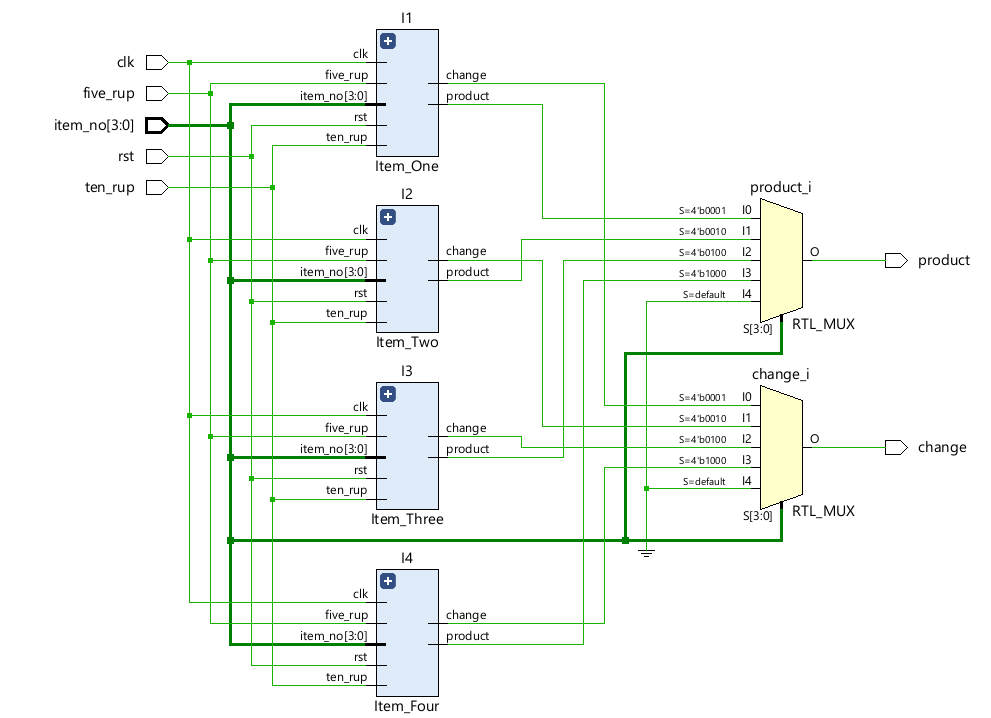 clk
five_rup
item_no[3:0]
rst
ten_rup
I1
clk
five_rup
item_no[3:0]
rst
ten_rup
change
product
Item_One
I2
clk
five_rup
item_no[3:0]
rst
ten_rup
change
product
Item_Two
I3
clk
five_rup
item_no[3:0]
rst
ten_rup
change
product
Item_Three
I4
clk
five_rup
item_no[3:0]
rst
ten_rup
change
product
Item_Four
product_i
S=4'b0001 I0
S=4'b0010 I1
S=4'b0100 I2
S=4'b1000 I3
S=default I4
S[3:0]
O
RTL_MUX
product
change_i
S=4'b0001 I0
S=4'b0010 I1
S=4'b0100 I2
S=4'b1000 I3
S=default I4
S[3:0]
O
RTL_MUX
change